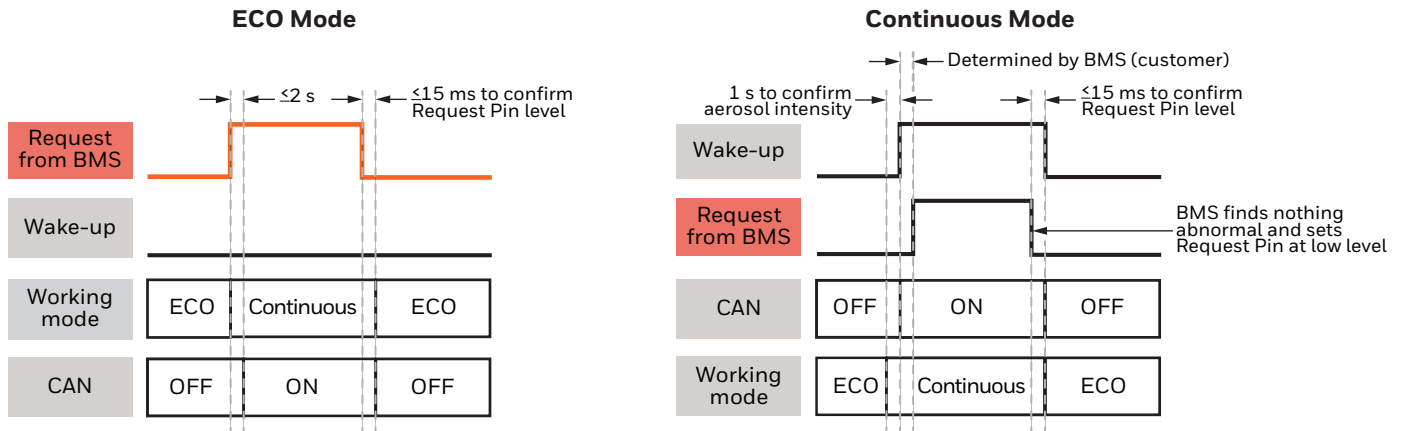 ECO Mode
≤2 s
≤15 ms to confirm
Request Pin level
Request
from BMS
Wake-up
Working
mode
ECO
Continuous
ECO
CAN
OFF
ON
OFF
Continuous Mode
Determined by BMS (customer)
1 s to confirm
aerosol intensity
≤15 ms to confirm
Request Pin level
Wake-up
Request
from BMS
BMS finds nothing
abnormal and sets
Request Pin at low level
CAN
OFF
ON
OFF
Working
mode
ECO
Continuous
ECO